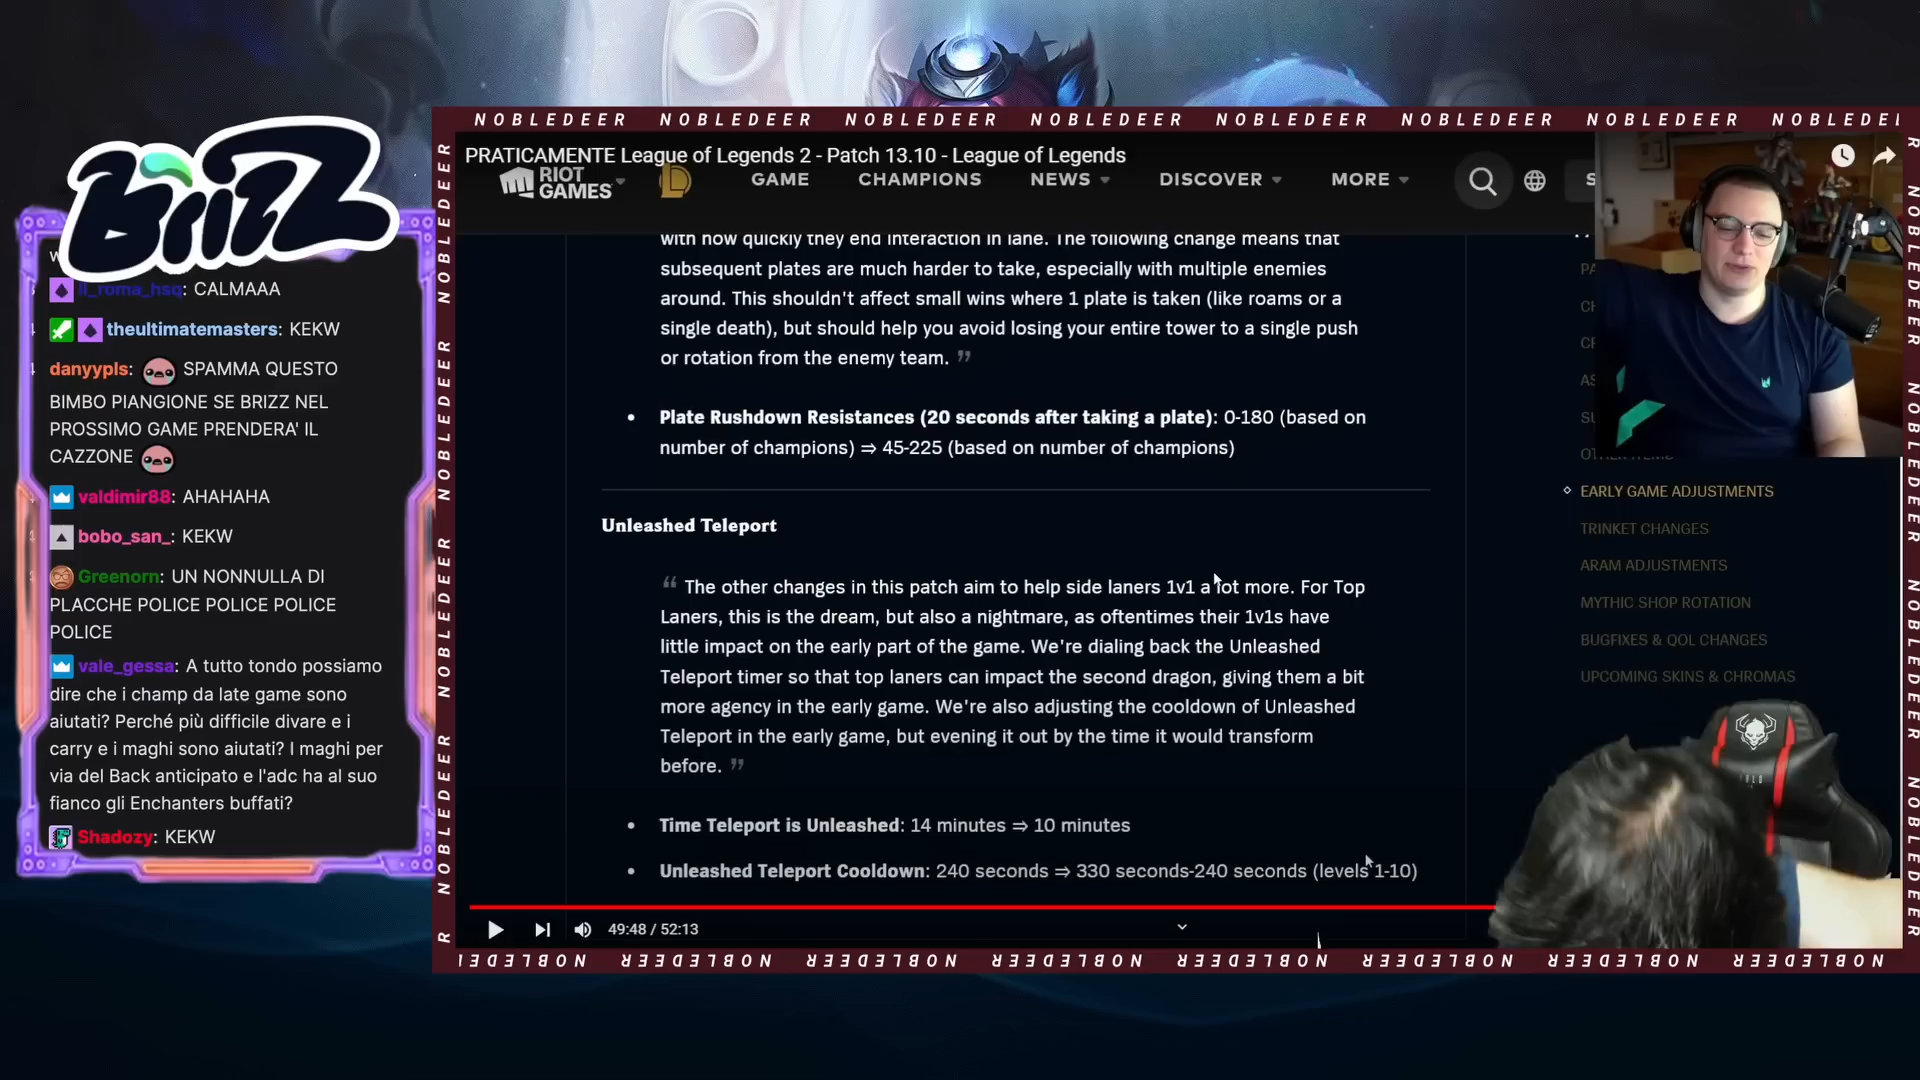 NOBLEDEER NOBLEDEER NOBLEDEER NOBLEDEER NOBLEDEER NOBLEDEER NOBLEDEER
Brizz
il_roma_hsq: CALMAAA
theultimatemasters: KEKW
danyypls: SPAMMA QUESTO
BIMBO PIANGIONE SE BRIZZ NEL
PROSSIMO GAME PRENDERA' IL
CAZZONE
valdimir88: AHAHAHA
bobo_san_: KEKW
Greenorn: UN NONNULLA DI
PLACCHE POLICE POLICE POLICE
POLICE
vale_gessa: A tutto tondo possiamo
dire che i champ da late game sono
aiutati? Perché più difficile divare e i
carry e i maghi sono aiutati? I maghi per
via del Back anticipato e l'adc ha al suo
fianco gli Enchanters buffati?
Shadozy: KEKW
PRATICAMENTE League of Legends 2 - Patch 13.10 - League of Legends
RIOT
GAMES
GAME CHAMPIONS NEWS DISCOVER MORE
with how quickly they end interaction in lane. The following change means that
subsequent plates are much harder to take, especially with multiple enemies
around. This shouldn't affect small wins where 1 plate is taken (like roams or a
single death), but should help you avoid losing your entire tower to a single push
or rotation from the enemy team. ”
• Plate Rushdown Resistances (20 seconds after taking a plate): 0-180 (based on
number of champions) ⇒ 45-225 (based on number of champions)
Unleashed Teleport
“ The other changes in this patch aim to help side laners 1v1 a lot more. For Top
Laners, this is the dream, but also a nightmare, as oftentimes their 1v1s have
little impact on the early part of the game. We're dialing back the Unleashed
Teleport timer so that top laners can impact the second dragon, giving them a bit
more agency in the early game. We're also adjusting the cooldown of Unleashed
Teleport in the early game, but evening it out by the time it would transform
before. ”
• Time Teleport is Unleashed: 14 minutes ⇒ 10 minutes
• Unleashed Teleport Cooldown: 240 seconds ⇒ 330 seconds-240 seconds (levels 1-10)
49:48 / 52:13
EARLY GAME ADJUSTMENTS
TRINKET CHANGES
ARAM ADJUSTMENTS
MYTHIC SHOP ROTATION
BUGFIXES & QOL CHANGES
UPCOMING SKINS & CHROMAS
NOBLEDEER NOBLEDEER NOBLEDEER NOBLEDEER NOBLEDEER NOBLEDEER NOBLEDEER NOBLEDEER